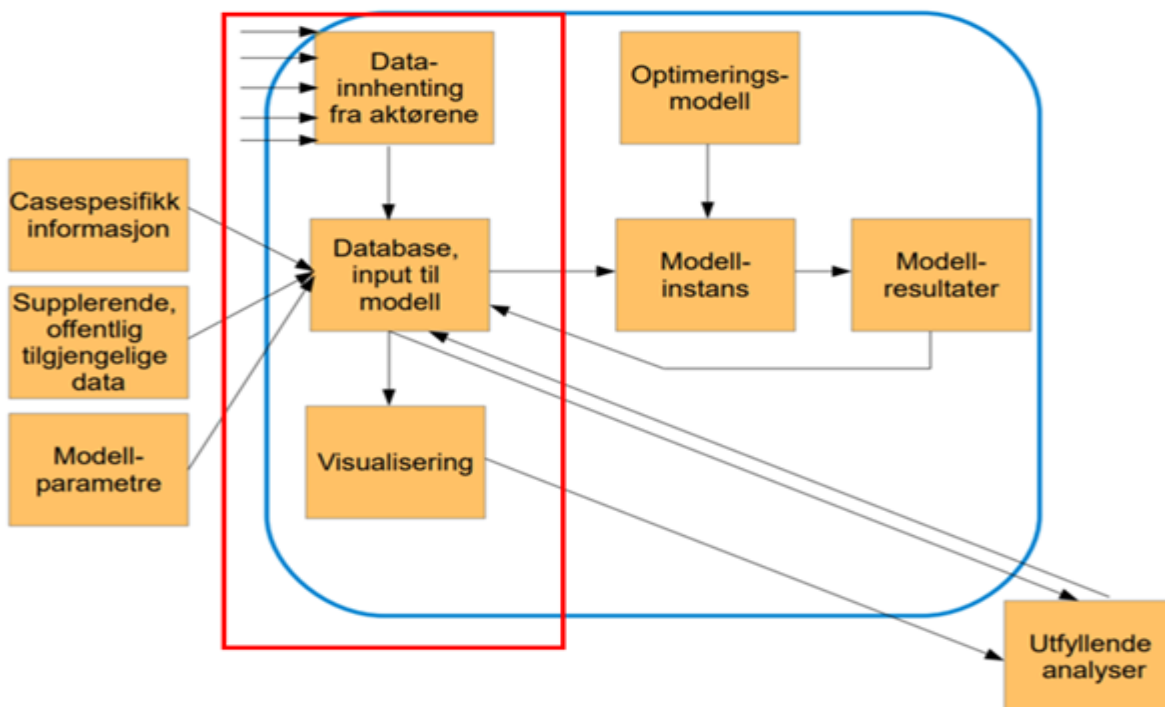 Data-
innhenting
fra aktørene
Optimerings-
modell
Casespesifikk
informasjon
Database,
input til
modell
Modell-
instans
Modell-
resultater
Supplerende,
offentlig
tilgjengelige
data
Modell-
parametre
Visualisering
Utfyllende
analyser